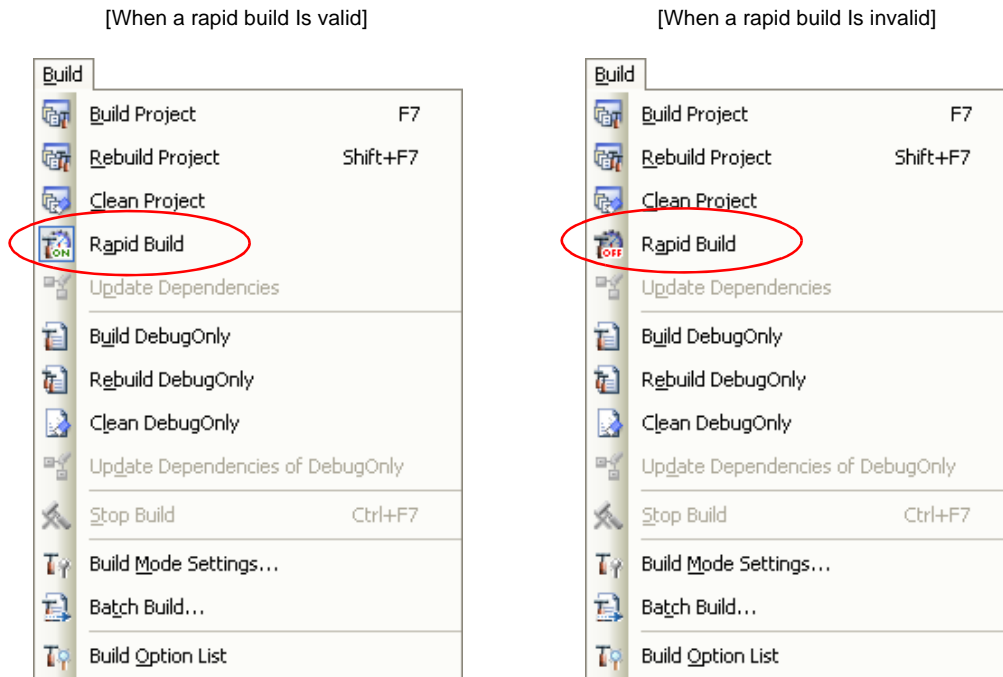 [When a rapid build Is valid]
Build
Build Project F7
Rebuild Project Shift+F7
Clean Project
ON
Rapid Build
Update Dependencies
Build DebugOnly
Rebuild DebugOnly
Clean DebugOnly
Update Dependencies of DebugOnly
Stop Build Ctrl+F7
Build Mode Settings...
Batch Build...
Build Option List
[When a rapid build Is invalid]
Build
Build Project F7
Rebuild Project Shift+F7
Clean Project
OFF
Rapid Build
Update Dependencies
Build DebugOnly
Rebuild DebugOnly
Clean DebugOnly
Update Dependencies of DebugOnly
Stop Build Ctrl+F7
Build Mode Settings...
Batch Build...
Build Option List